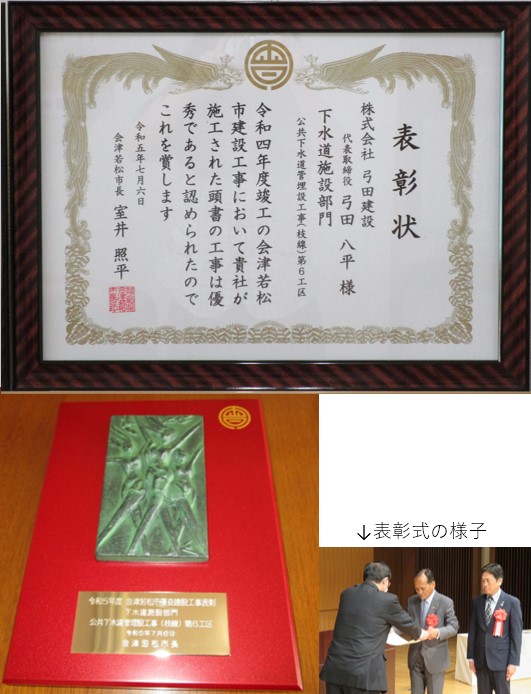 表彰状
株式会社 弓田建設
代表取締役 弓田 八平 様
下水道施設部門
公共下水道管埋設工事(枝線)第6工区
令和四年度竣工の会津若松
市建設工事において貴社が
施工された頭書の工事は優
秀であると認められたので
これを賞します
令和五年七月六日
会津若松市長 室井 照平
令和5年度 会津若松市優良建設工事表彰
下水道施設部門
公共下水道管埋設工事(枝線)第6工区
令和5年7月6日
会津若松市長
↓表彰式の様子